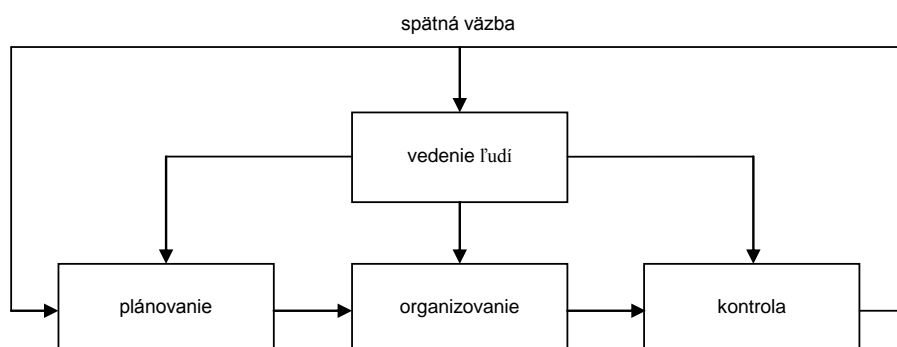 spätná väzba
vedenie ľudí
plánovanie
organizovanie
kontrola